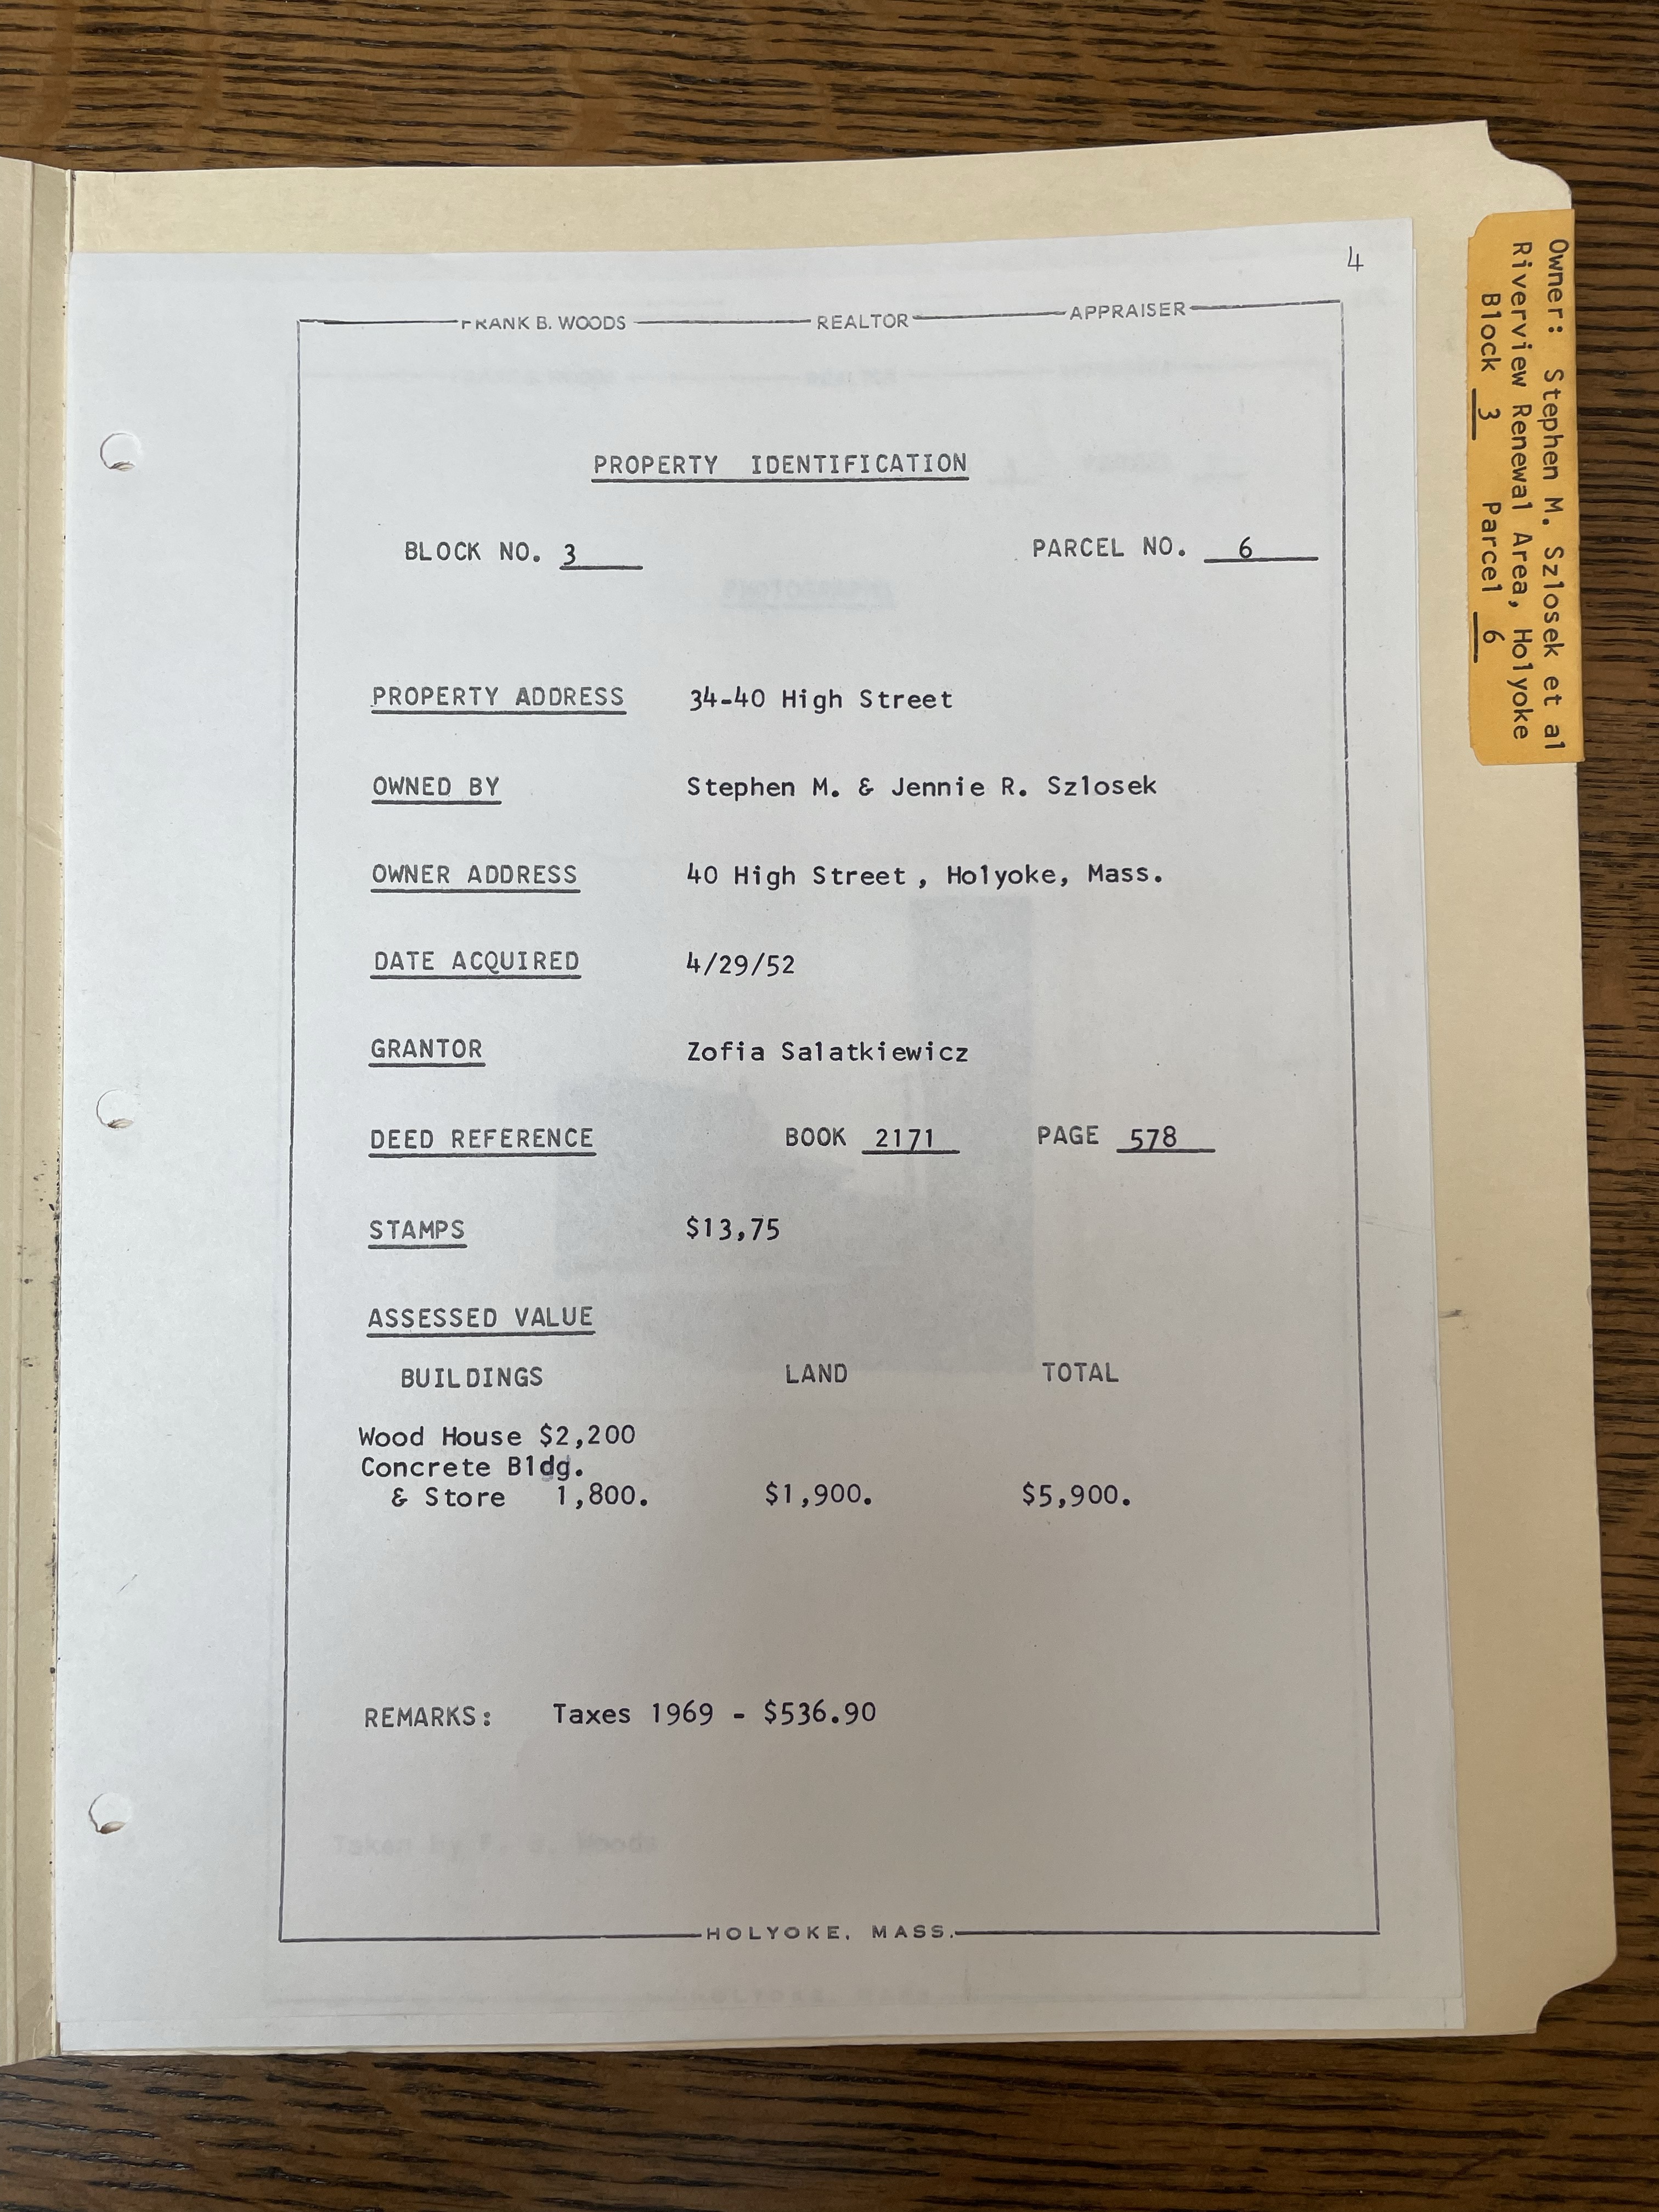 4
FRANK B. WOODS REALTOR APPRAISER
PROPERTY IDENTIFICATION
BLOCK NO. 3 PARCEL NO. 6
PROPERTY ADDRESS 34-40 High Street
OWNED BY Stephen M. & Jennie R. Szlosek
OWNER ADDRESS 40 High Street, Holyoke, Mass.
DATE ACQUIRED 4/29/52
GRANTOR Zofia Salatkiewicz
DEED REFERENCE BOOK 2171 PAGE 578
STAMPS $13,75
ASSESSED VALUE
BUILDINGS LAND TOTAL
Wood House $2,200
Concrete Bldg.
& Store 1,800. $1,900. $5,900.
REMARKS: Taxes 1969 - $536.90
Taken by F. B. Woods
HOLYOKE, MASS.
Owner: Stephen M. Szlosek et al
Riverview Renewal Area, Holyoke
Block 3 Parcel 6